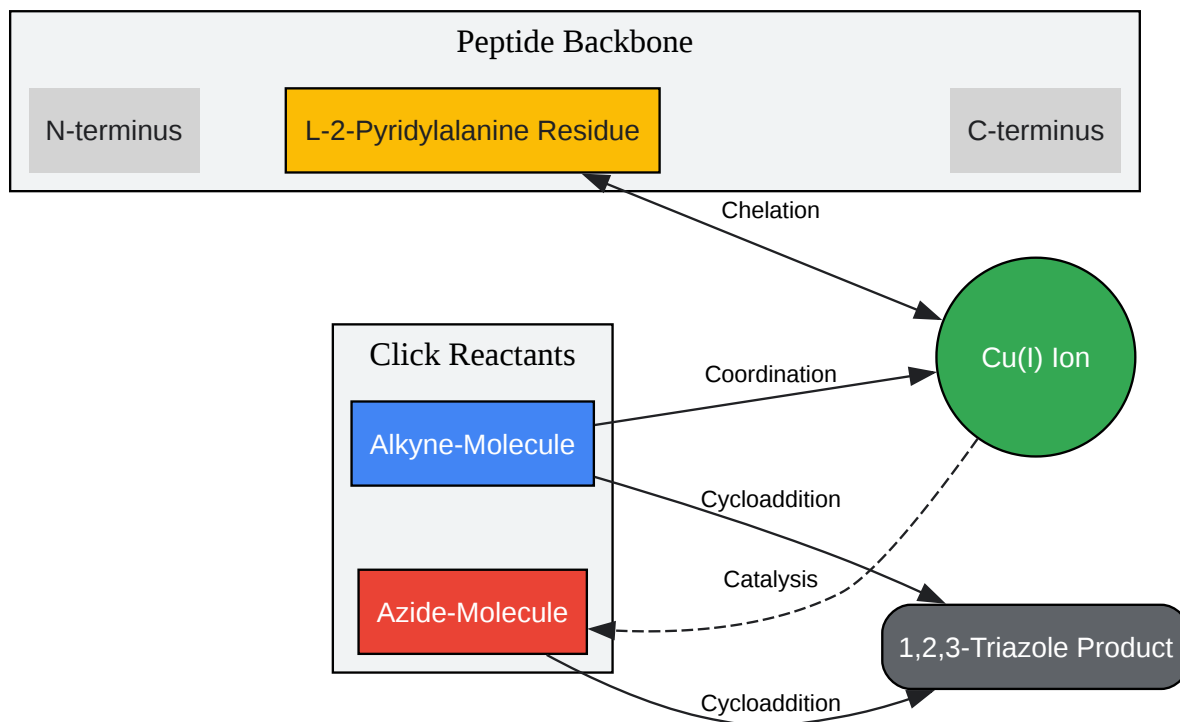 Peptide Backbone
N-terminus
L-2-Pyridylalanine Residue
C-terminus
Chelation
Click Reactants
Cu(I) Ion
Coordination
Alkyne-Molecule
Cycloaddition
Catalysis
Azide-Molecule
1,2,3-Triazole Product
Cycloaddition